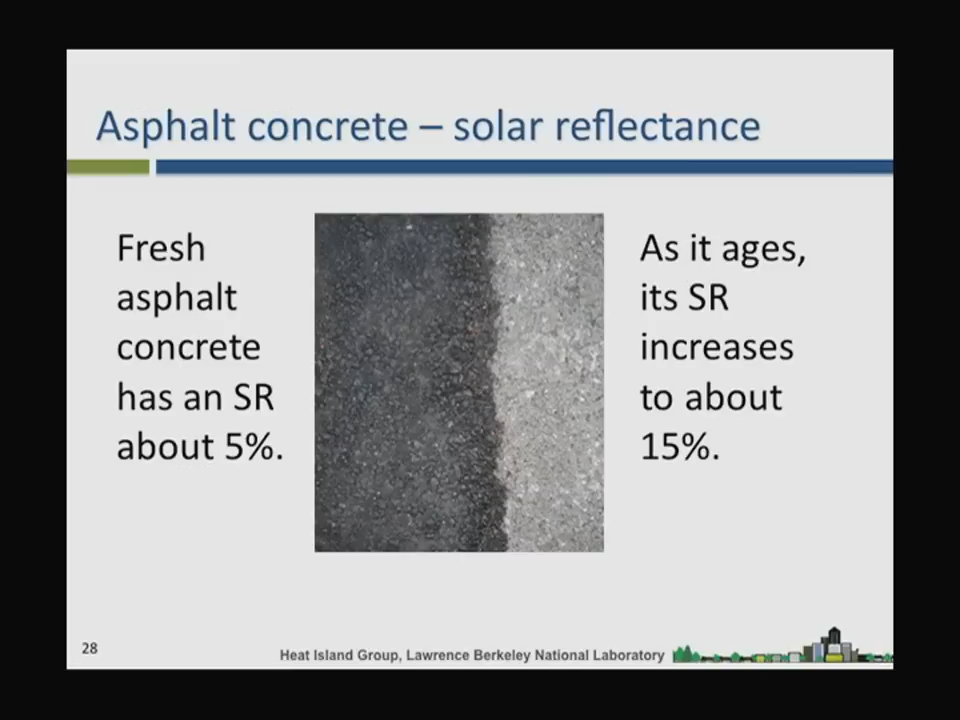 Asphalt concrete – solar reflectance
Fresh
asphalt
concrete
has an SR
about 5%.
As it ages,
its SR
increases
to about
15%.
28
Heat Island Group, Lawrence Berkeley National Laboratory